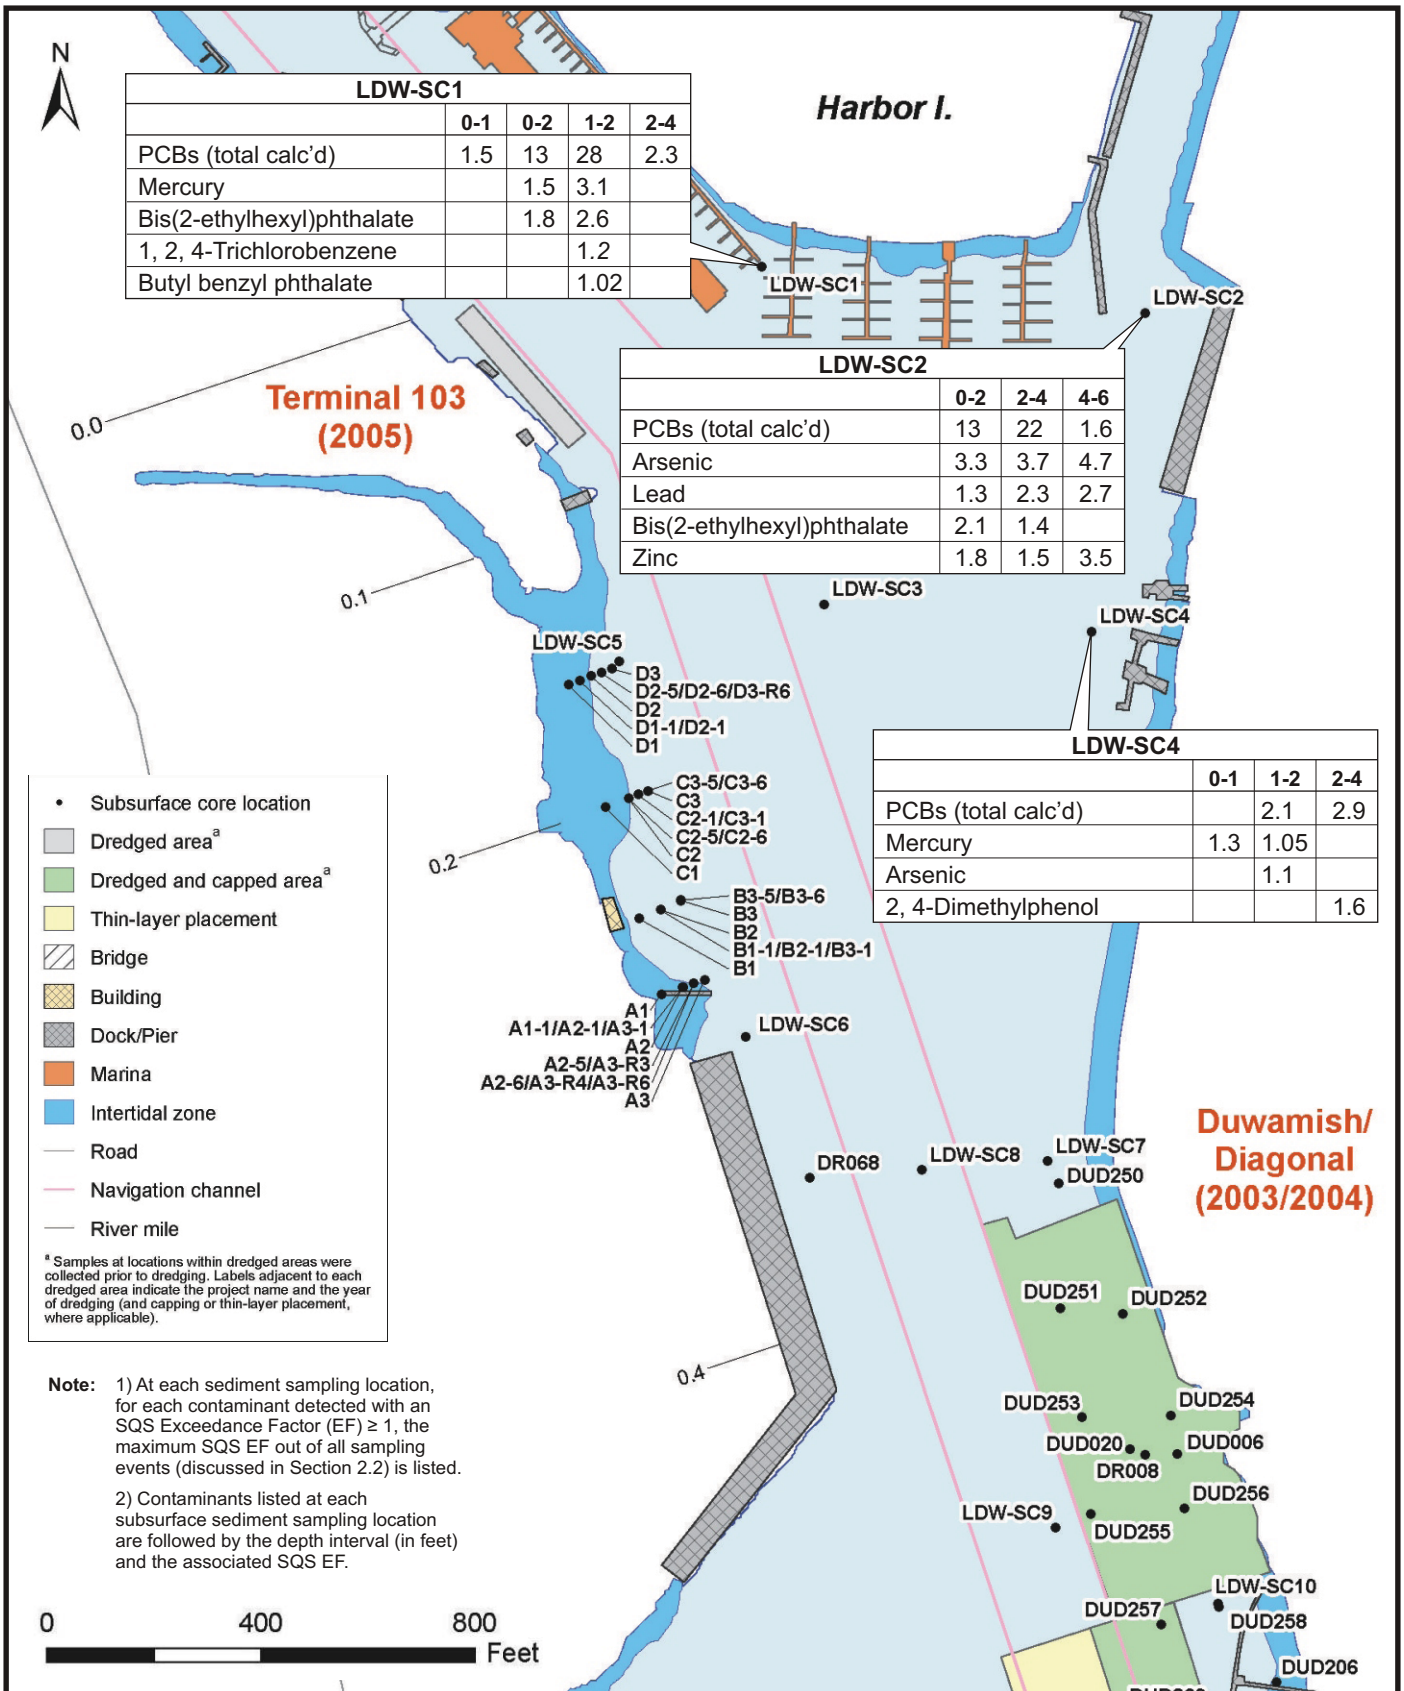 N
LDW-SC1
0-1 0-2 1-2 2-4
PCBs (total calc'd) 1.5 13 28 2.3
Mercury 1.5 3.1
Bis(2-ethylhexyl)phthalate 1.8 2.6
1, 2, 4-Trichlorobenzene 1.2
Butyl benzyl phthalate 1.02
Harbor I.
LDW-SC1
LDW-SC2
LDW-SC2
0-2 2-4 4-6
PCBs (total calc'd) 13 22 1.6
Arsenic 3.3 3.7 4.7
Lead 1.3 2.3 2.7
Bis(2-ethylhexyl)phthalate 2.1 1.4
Zinc 1.8 1.5 3.5
Terminal 103
(2005)
0.0
0.1
LDW-SC3
LDW-SC4
LDW-SC5
D3
D2-5/D2-6/D3-R6
D2
D1-1/D2-1
D1
LDW-SC4
0-1 1-2 2-4
PCBs (total calc'd) 2.1 2.9
Mercury 1.3 1.05
Arsenic 1.1
2, 4-Dimethylphenol 1.6
C3-5/C3-6
C3
C2-1/C3-1
C2-5/C2-6
C2
C1
0.2
B3-5/B3-6
B3
B2
B1-1/B2-1/B3-1
B1
A1
A1-1/A2-1/A3-1
A2
A2-5/A3-R3
A2-6/A3-R4/A3-R6
A3
LDW-SC6
Subsurface core location
Dredged area a
Dredged and capped area a
Thin-layer placement
Bridge
Building
Dock/Pier
Marina
Intertidal zone
Road
Navigation channel
River mile
a Samples at locations within dredged areas were
collected prior to dredging. Labels adjacent to each
dredged area indicate the project name and the year
of dredging (and capping or thin-layer placement,
where applicable).
Duwamish/
Diagonal
(2003/2004)
DR068
LDW-SC8
LDW-SC7
DUD250
DUD251
DUD252
0.4
DUD253
DUD254
DUD020
DUD006
DR008
DUD256
LDW-SC9
DUD255
LDW-SC10
DUD257
DUD258
DUD206
Note: 1) At each sediment sampling location,
for each contaminant detected with an
SQS Exceedance Factor (EF) ≥ 1, the
maximum SQS EF out of all sampling
events (discussed in Section 2.2) is listed.
2) Contaminants listed at each
subsurface sediment sampling location
are followed by the depth interval (in feet)
and the associated SQS EF.
0 400 800
Feet